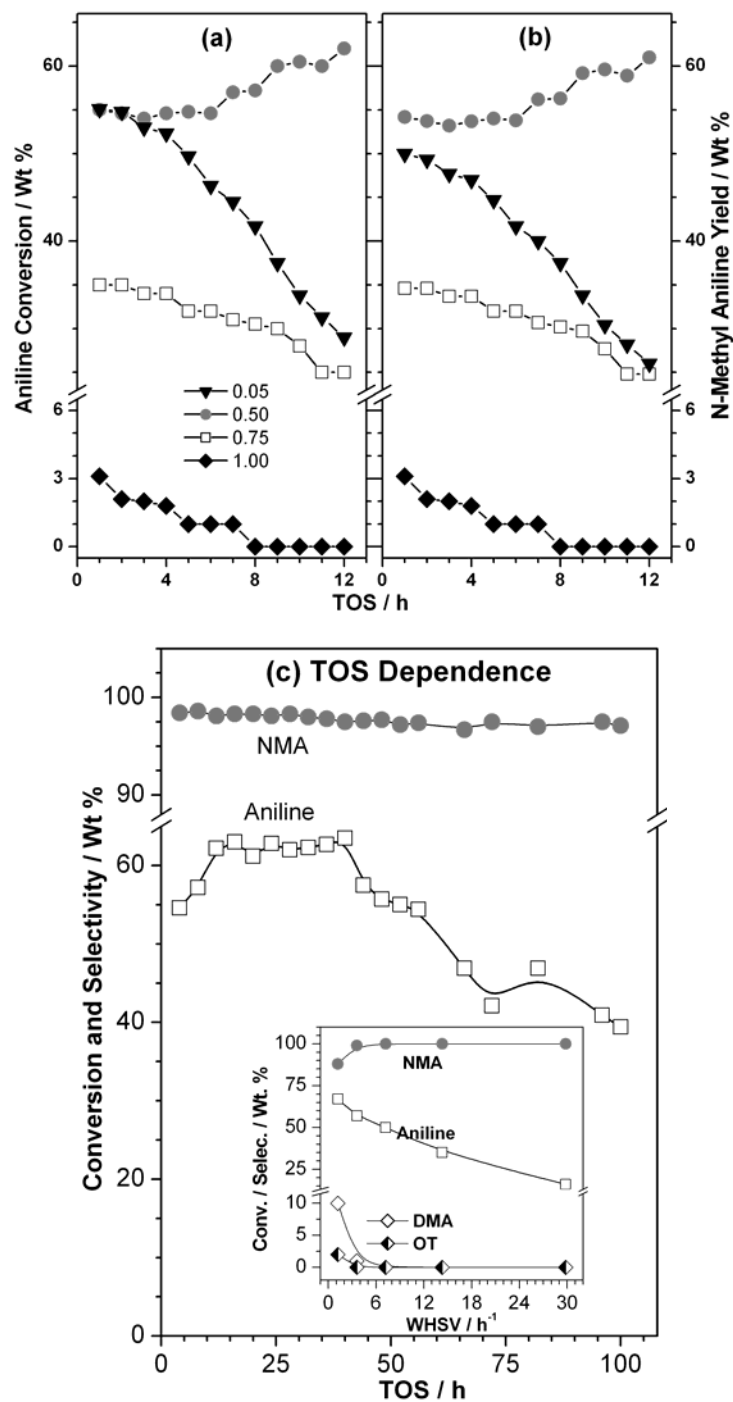 (a)
(b)
60
40
6
3
0
Aniline Conversion / Wt %
0.05
0.50
0.75
1.00
60
40
6
3
0
N-Methyl Aniline Yield / Wt %
0 4 8 12 0 4 8 12
TOS / h
(c) TOS Dependence
100
NMA
90
Aniline
60
40
20
0
Conversion and Selectivity / Wt %
100
NMA
75
50
Aniline
25
10
DMA
5
OT
0
Conv. / Selec. / Wt. %
0 6 12 18 24 30
WHSV / h-1
0 25 50 75 100
TOS / h